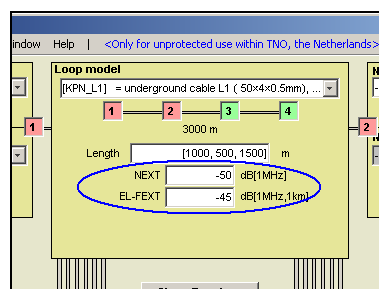 indow Help | <Only for unprotected use within TNO, the Netherlands>
Loop model
[KPN_L1] = underground cable L1 ( 50×4×0.5mm), ...
1 2 3 4
1 2
3000 m
Length [1000, 500, 1500] m
NEXT -50 dB[1MHz]
EL-FEXT -45 dB[1MHz,1km]